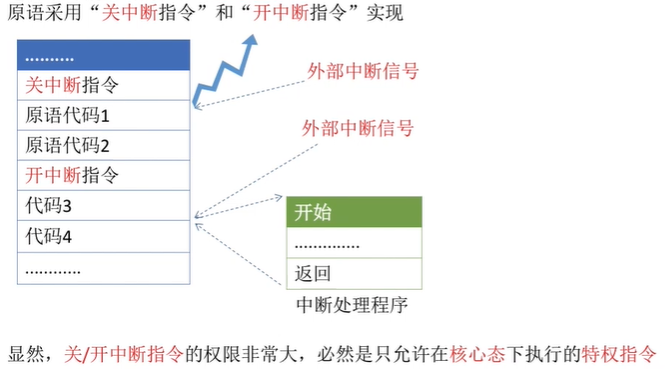 原语采用“关中断指令”和“开中断指令”实现
..........
关中断指令
原语代码1
原语代码2
开中断指令
代码3
代码4
............
外部中断信号
外部中断信号
开始
..............
返回
中断处理程序
显然，关/开中断指令的权限非常大，必然是只允许在核心态下执行的特权指令